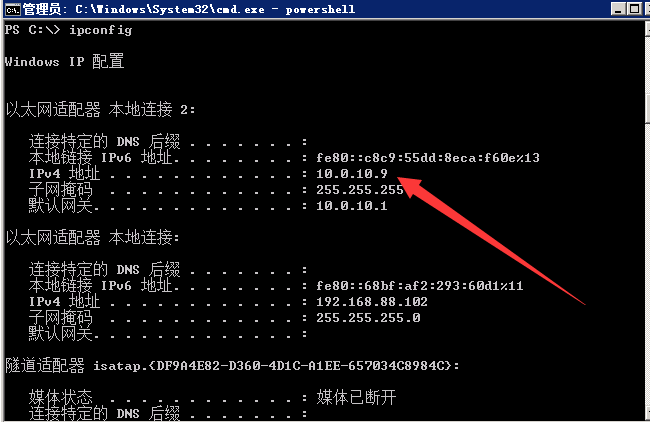 管理员: C:\Windows\System32\cmd.exe - powershell
PS C:\> ipconfig
Windows IP 配置
以太网适配器 本地连接 2:
连接特定的 DNS 后缀 . . . . . . . :
本地链接 IPv6 地址. . . . . . . . : fe80::c8c9:55dd:8eca:f60e%13
IPv4 地址 . . . . . . . . . . . . : 10.0.10.9
子网掩码 . . . . . . . . . . . . : 255.255.255
默认网关. . . . . . . . . . . . . : 10.0.10.1
以太网适配器 本地连接:
连接特定的 DNS 后缀 . . . . . . . :
本地链接 IPv6 地址. . . . . . . . : fe80::68bf:af2:293:60d1%11
IPv4 地址 . . . . . . . . . . . . : 192.168.88.102
子网掩码 . . . . . . . . . . . . : 255.255.255.0
默认网关. . . . . . . . . . . . . :
隧道适配器 isatap.{DF9A4E82-D360-4D1C-A1EE-657034C8984C}:
媒体状态 . . . . . . . . . . . . : 媒体已断开
连接特定的 DNS 后缀 . . . . . . . :